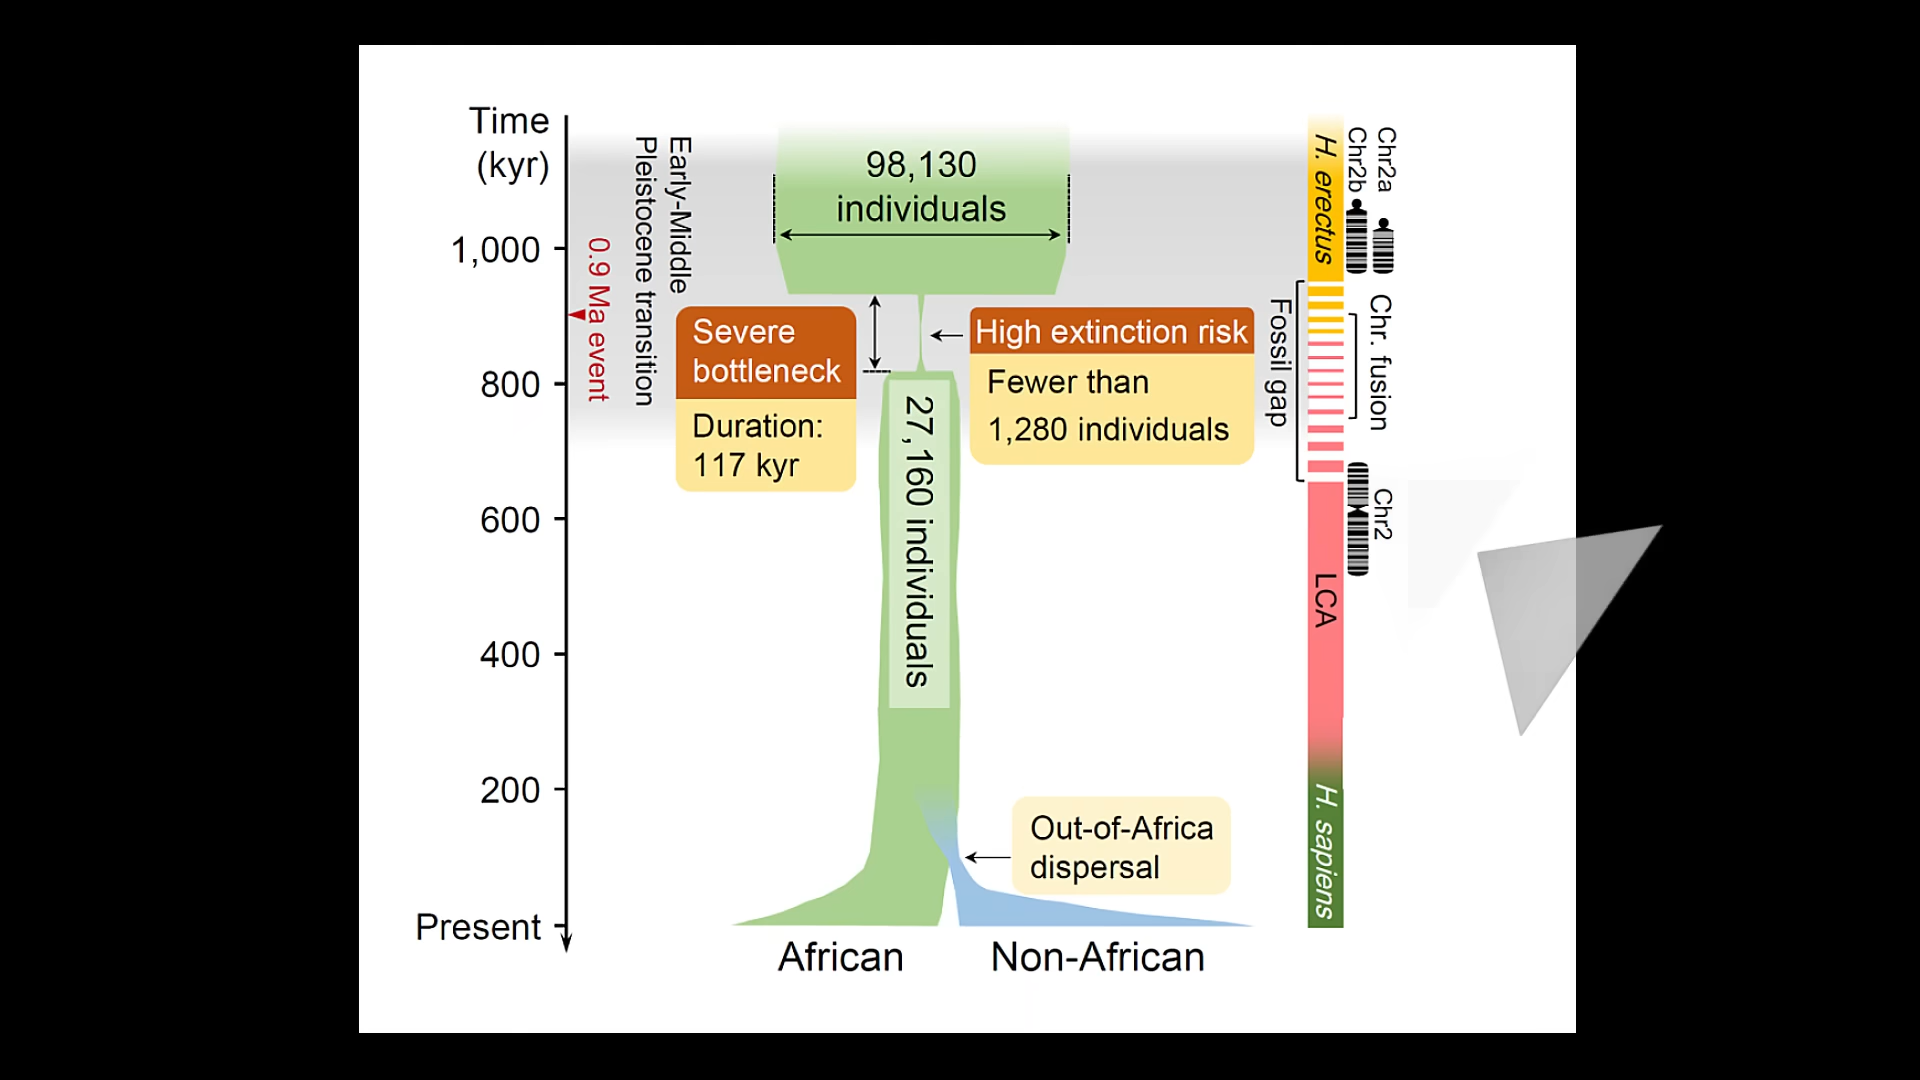 Time
(kyr)
1,000
800
600
400
200
Present
0.9 Ma event
Early-Middle
Pleistocene transition
98,130
individuals
Severe
bottleneck
Duration:
117 kyr
High extinction risk
Fewer than
1,280 individuals
27,160 individuals
Out-of-Africa
dispersal
African
Non-African
Fossil gap
H. erectus
LCA
H. sapiens
Chr2a
Chr2b
Chr. fusion
Chr2